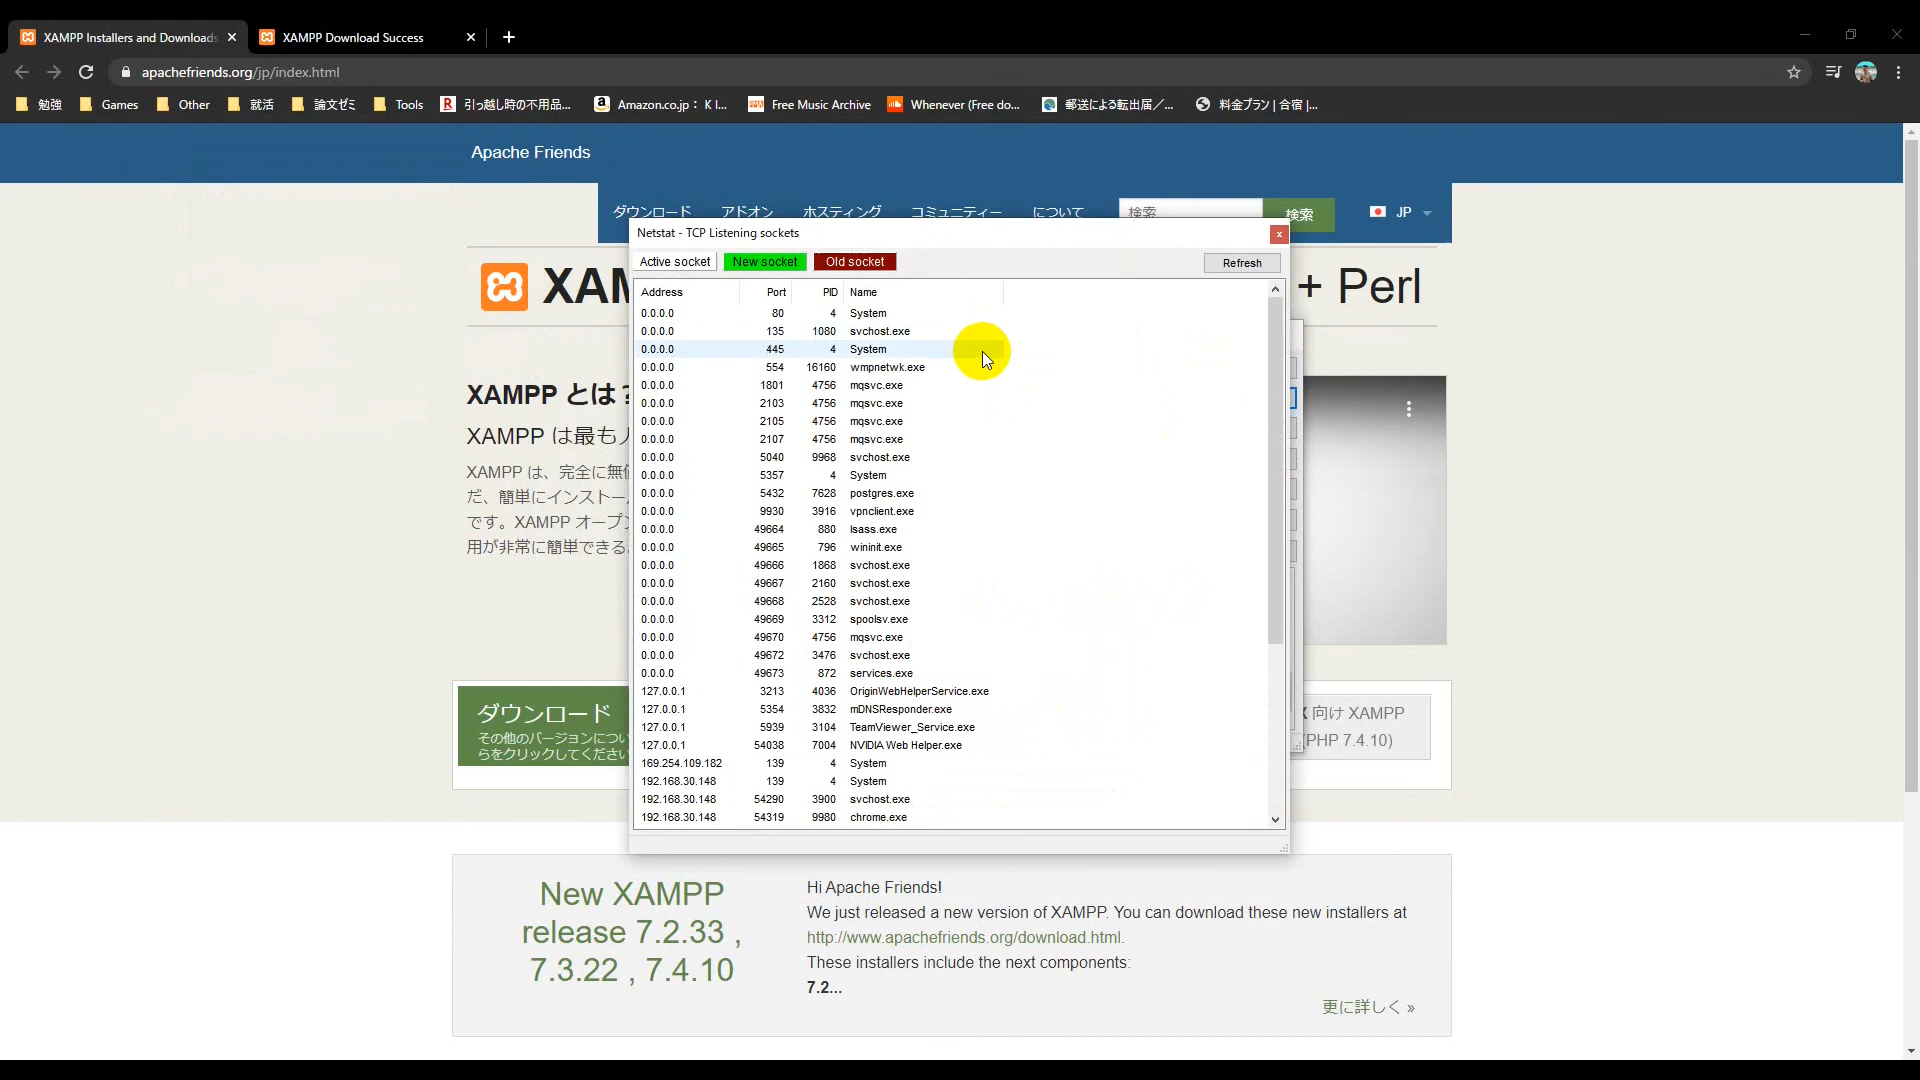 XAMPP Installers and Downloads
XAMPP Download Success
apachefriends.org/jp/index.html
勉強
Games
Other
就活
論文ゼミ
Tools
引っ越し時の不用品...
Amazon.co.jp： K l...
Free Music Archive
Whenever (Free do...
郵送による転出届／...
料金プラン | 合宿 |...
Apache Friends
ダウンロード アドオン ホスティング コミュニティー について 検索 検索 JP
Netstat - TCP Listening sockets
Active socket New socket Old socket Refresh
XAM + Perl
Address Port PID Name
0.0.0.0 80 4 System
0.0.0.0 135 1080 svchost.exe
0.0.0.0 445 4 System
0.0.0.0 554 16160 wmpnetwk.exe
0.0.0.0 1801 4756 mqsvc.exe
0.0.0.0 2103 4756 mqsvc.exe
0.0.0.0 2105 4756 mqsvc.exe
0.0.0.0 2107 4756 mqsvc.exe
0.0.0.0 5040 9968 svchost.exe
0.0.0.0 5357 4 System
0.0.0.0 5432 7628 postgres.exe
0.0.0.0 9930 3916 vpnclient.exe
0.0.0.0 49664 880 lsass.exe
0.0.0.0 49665 796 wininit.exe
0.0.0.0 49666 1868 svchost.exe
0.0.0.0 49667 2160 svchost.exe
0.0.0.0 49668 2528 svchost.exe
0.0.0.0 49669 3312 spoolsv.exe
0.0.0.0 49670 4756 mqsvc.exe
0.0.0.0 49672 3476 svchost.exe
0.0.0.0 49673 872 services.exe
127.0.0.1 3213 4036 OriginWebHelperService.exe
127.0.0.1 5354 3832 mDNSResponder.exe
127.0.0.1 5939 3104 TeamViewer_Service.exe
127.0.0.1 54038 7004 NVIDIA Web Helper.exe
169.254.109.182 139 4 System
192.168.30.148 139 4 System
192.168.30.148 54290 3900 svchost.exe
192.168.30.148 54319 9980 chrome.exe
XAMPP とは？
XAMPP は最も
XAMPP は、完全に無
だ、簡単にインストー
です。XAMPP オープン
用が非常に簡単できる
ダウンロード
その他のバージョンについ
らをクリックしてください
X 向け XAMPP
(PHP 7.4.10)
New XAMPP
release 7.2.33 ,
7.3.22 , 7.4.10
Hi Apache Friends!
We just released a new version of XAMPP. You can download these new installers at
http://www.apachefriends.org/download.html.
These installers include the next components:
7.2...
更に詳しく »